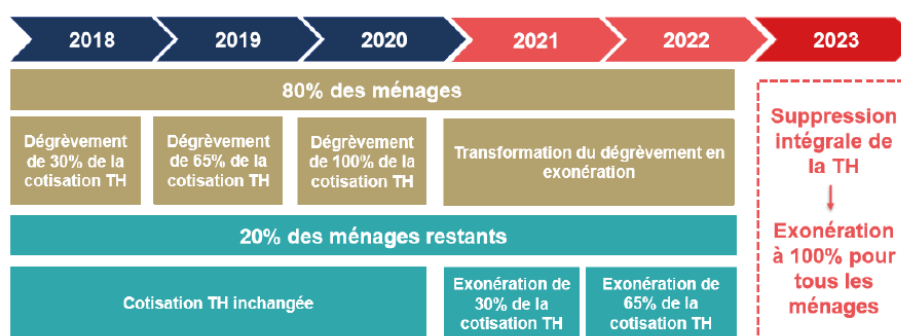 2018
2019
2020
2021
2022
2023
80% des ménages
Dégrèvement
de 30% de la
cotisation TH
Dégrèvement
de 65% de la
cotisation TH
Dégrèvement
de 100% de la
cotisation TH
Transformation du dégrèvement en
exonération
20% des ménages restants
Cotisation TH inchangée
Exonération de
30% de la
cotisation TH
Exonération de
65% de la
cotisation TH
Suppression
intégrale de
la TH
Exonération
à 100% pour
tous les
ménages